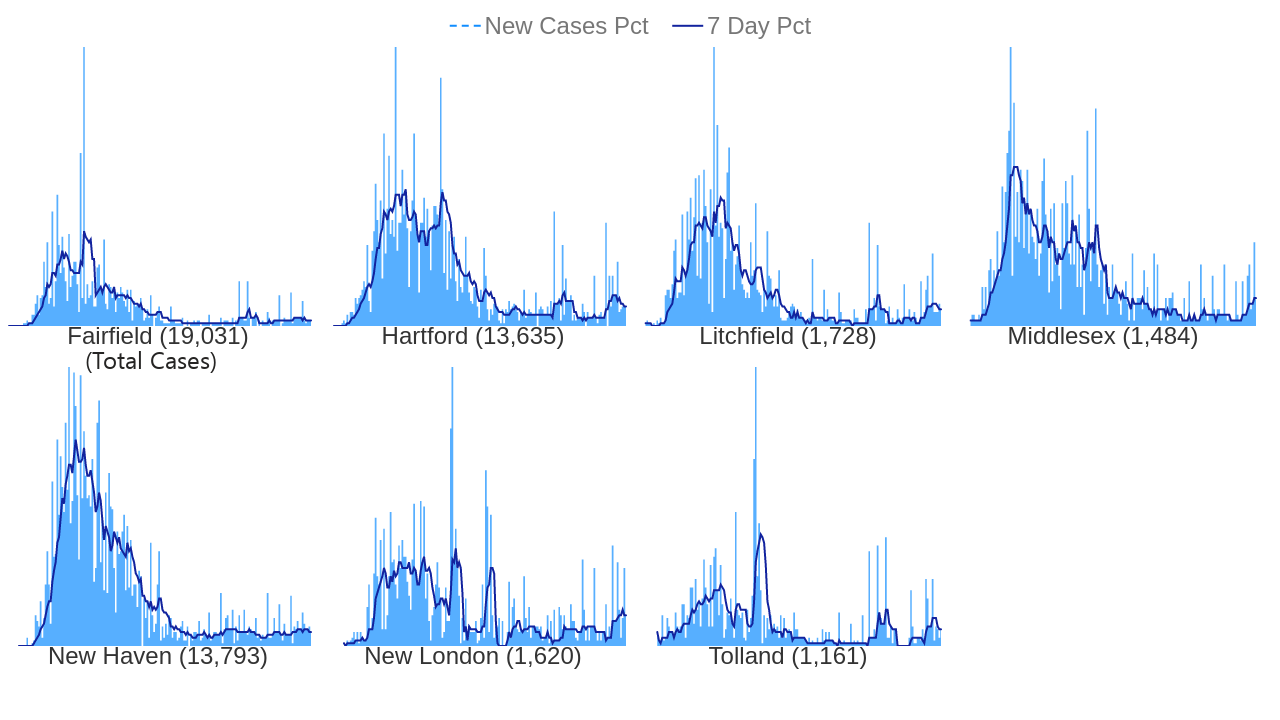 New Cases Pct 7 Day Pct
Fairfield (19,031) Hartford (13,635) Litchfield (1,728) Middlesex (1,484)
(Total Cases)
New Haven (13,793) New London (1,620) Tolland (1,161)